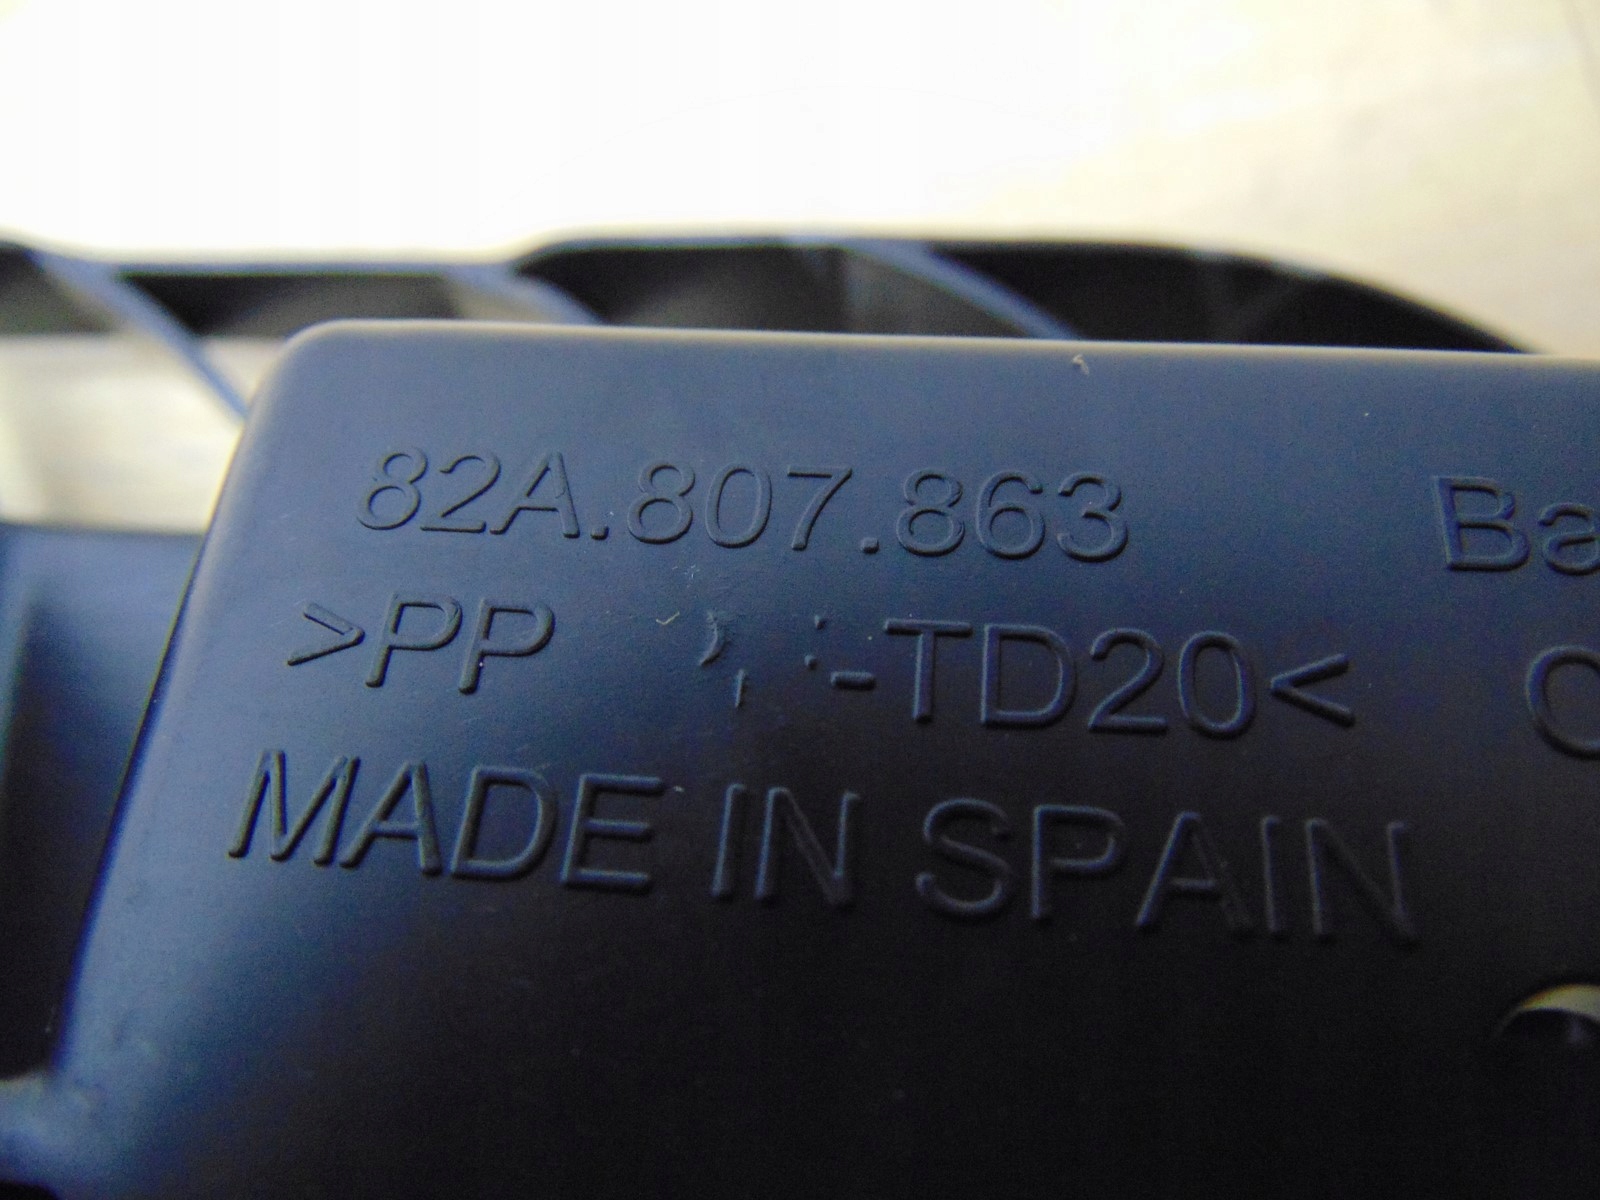 82A.807.863
>PP -TD20<
MADE IN SPAIN